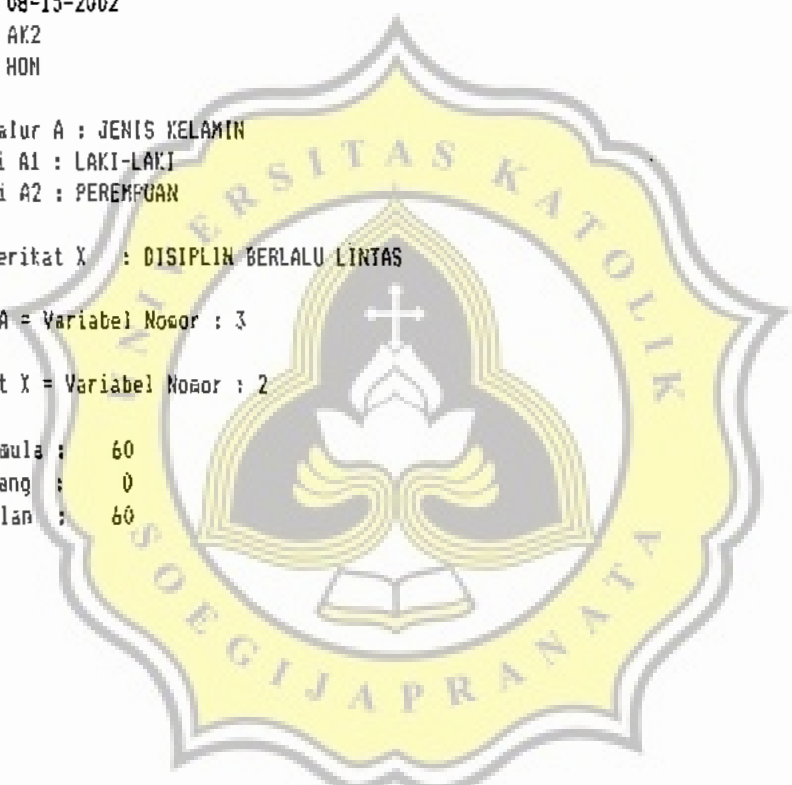 08-15-2002
AK2
HON
alur A : JENIS KELAMIN
i A1 : LAKI-LAKI
i A2 : PEREMPUAN
erikat X : DISIPLIN BERLALU LINTAS
A = Variabel Nomor : 3
t X = Variabel Nomor : 2
aula : 60
ang : 0
lan : 60
UNIVERSITAS KATOLIK
SOEGIJAPRANATA